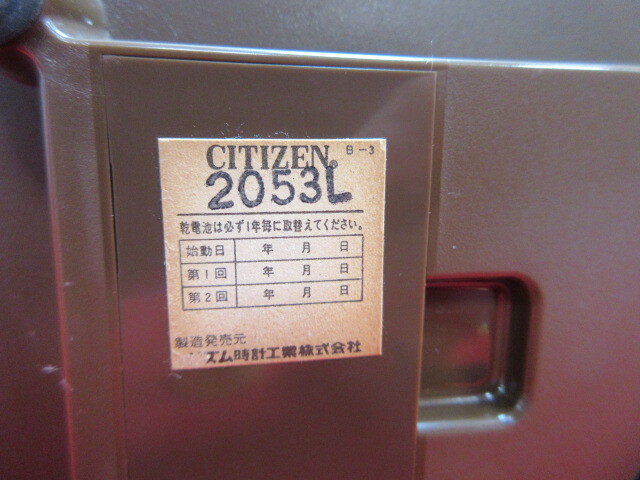 CITIZEN® B-3
2053L
乾電池は必ず1年毎に取替えてください。
始動日 年 月 日
第1回 年 月 日
第2回 年 月 日
製造発売元
ズム時計工業株式会社